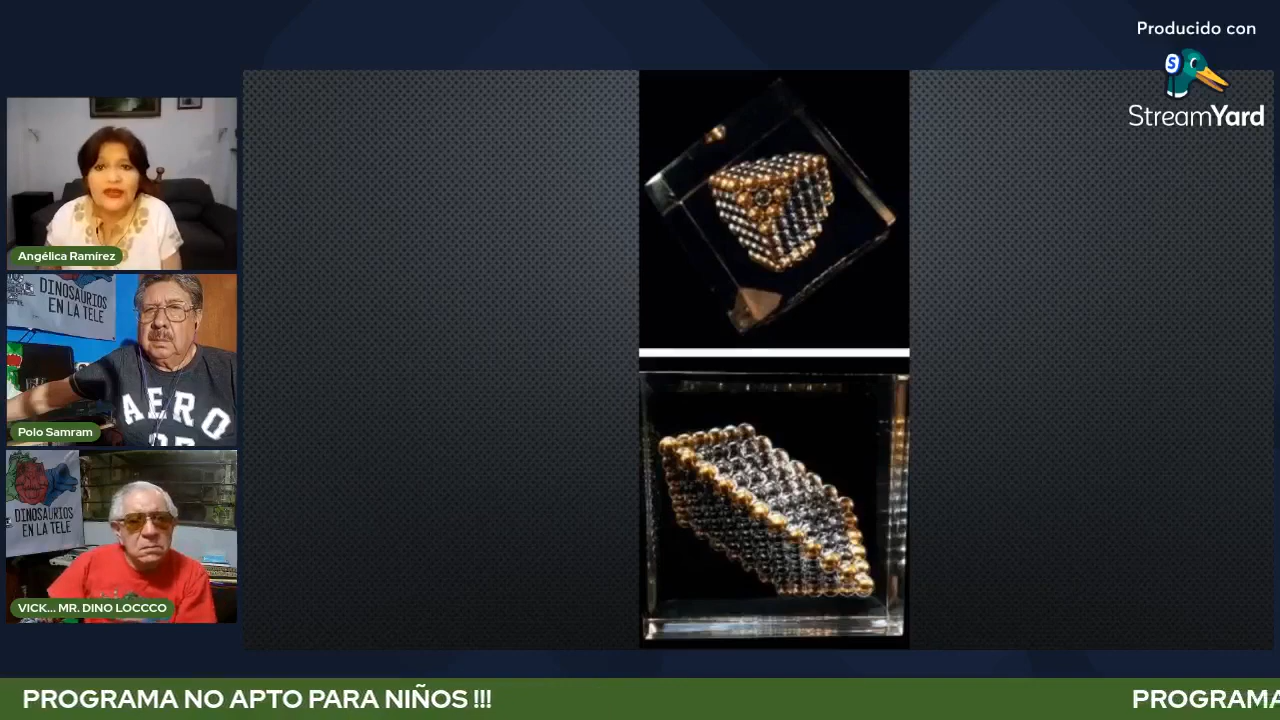 Producido con
S
StreamYard
Angélica Ramírez
DINOSAURIOS
EN LA TELE
AERO
Polo Samram
DINOSAURIOS
EN LA TELE
VICK... MR. DINO LOCCCO
PROGRAMA NO APTO PARA NIÑOS !!!
PROGRAMA